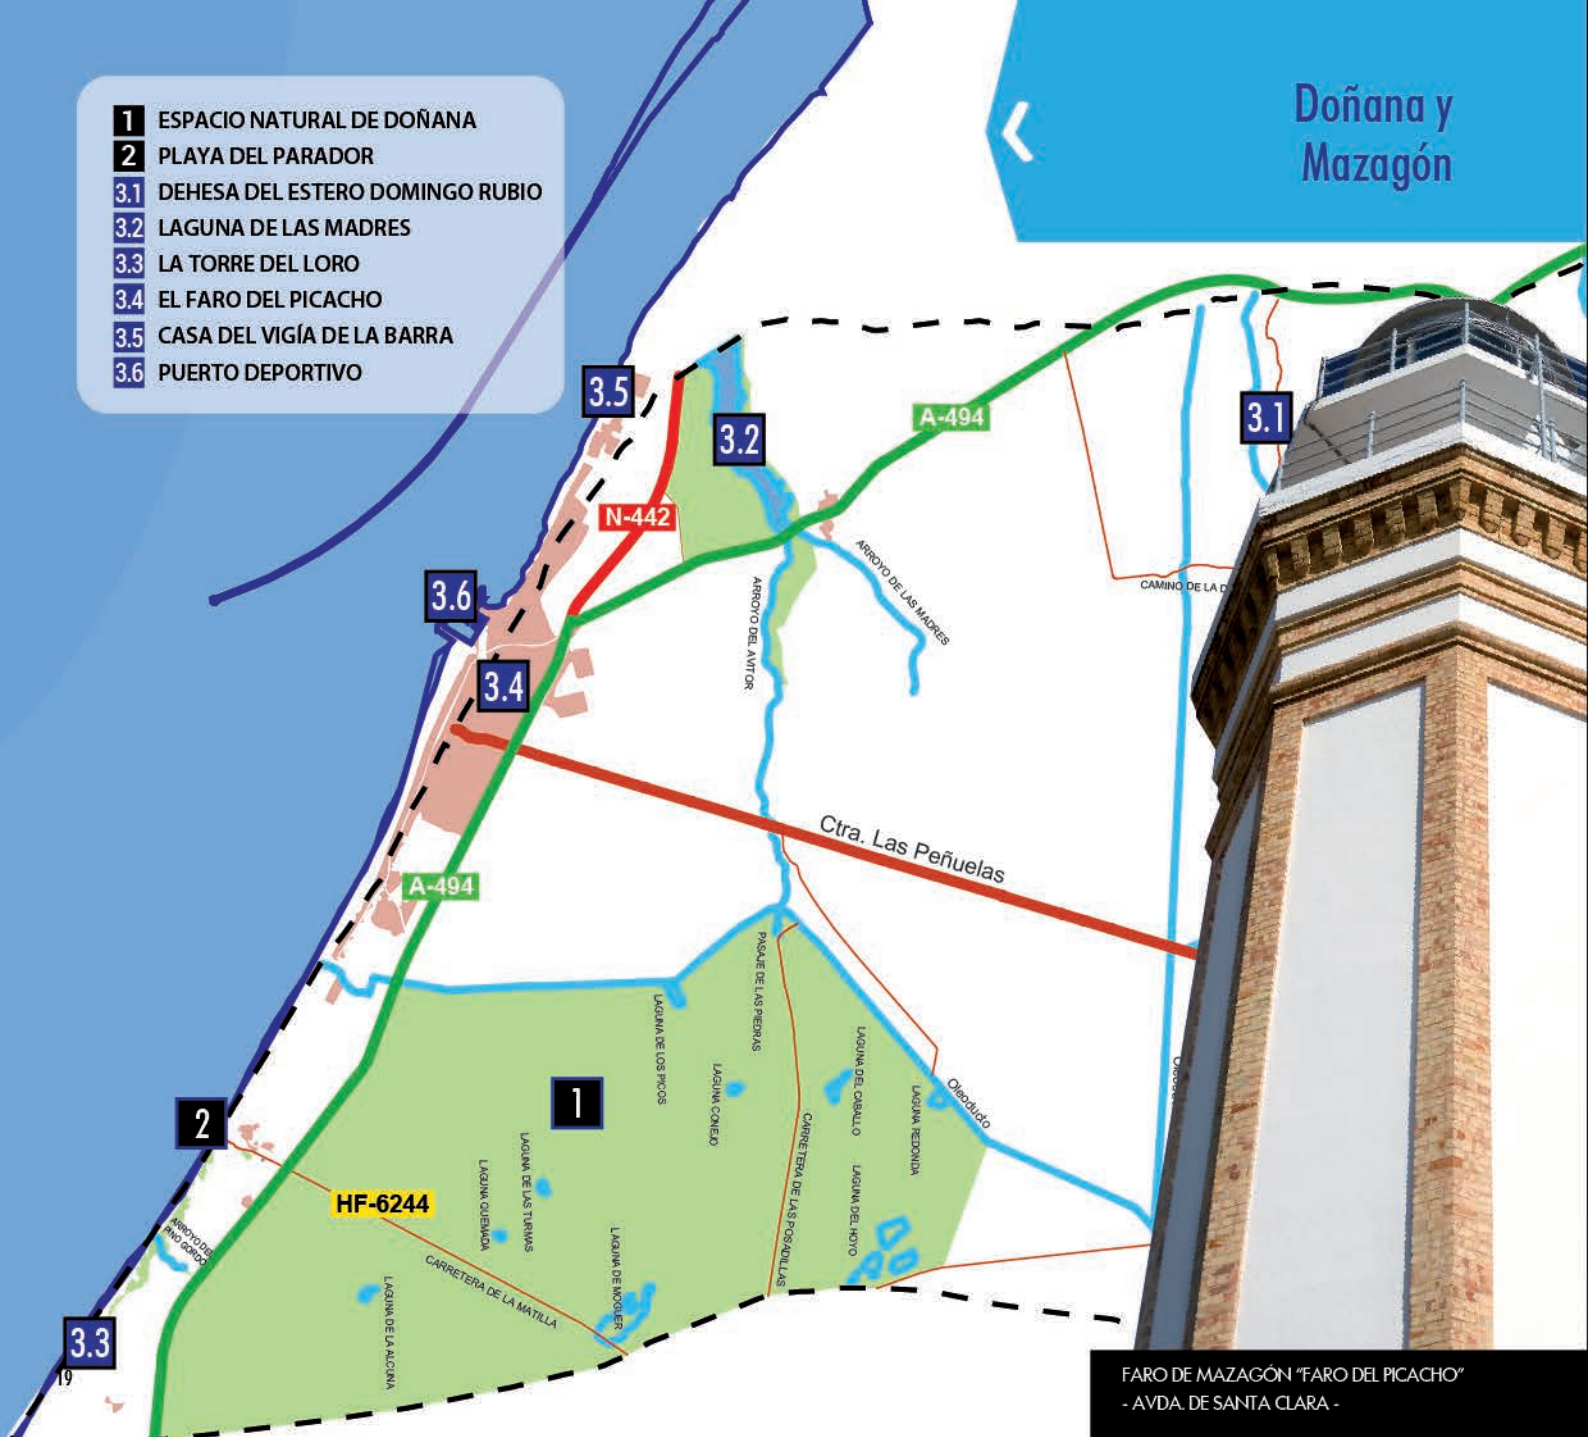 1 ESPACIO NATURAL DE DOÑANA
2 PLAYA DEL PARADOR
3.1 DEHESA DEL ESTERO DOMINGO RUBIO
3.2 LAGUNA DE LAS MADRES
3.3 LA TORRE DEL LORO
3.4 EL FARO DEL PICACHO
3.5 CASA DEL VIGÍA DE LA BARRA
3.6 PUERTO DEPORTIVO
Doñana y
Mazagón
3.5
3.2
A-494
3.1
N-442
ARROYO DE LAS MADRES
3.6
ARROYO DEL AVITOR
CAMINO DE LA D
3.4
Ctra. Las Peñuelas
A-494
PASAJE DE LAS PIEDRAS
LAGUNA DE LOS PICOS
LAGUNA CONEJO
LAGUNA DEL CABALLO
LAGUNA REDONDA
Oleoducto
1
2
CARRETERA DE LAS POSADILLAS
LAGUNA DE LAS TURMAS
LAGUNA QUEMADA
LAGUNA DEL HOYO
HF-6244
ARROYO DEL
PINO GORDO
LAGUNA DE MOGUER
CARRETERA DE LA MATILLA
LAGUNA DE LA ALCUNA
3.3
19
FARO DE MAZAGÓN “FARO DEL PICACHO”
- AVDA. DE SANTA CLARA -